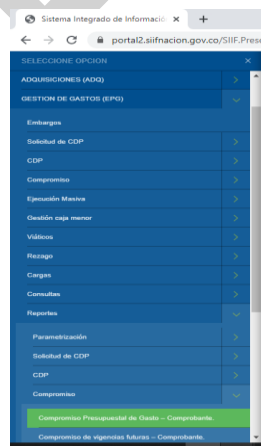 Sistema Integrado de Informació
portal2.siifnacion.gov.co/SIIF.Pres
SELECCIONE OPCION
ADQUISICIONES (ADQ)
GESTION DE GASTOS (EPG)
Embargos
Solicitud de CDP
CDP
Compromiso
Ejecución Masiva
Gestión caja menor
Viáticos
Rezago
Cargas
Consultas
Reportes
Parametrización
Solicitud de CDP
CDP
Compromiso
Compromiso Presupuestal de Gasto – Comprobante.
Compromiso de vigencias futuras – Comprobante.